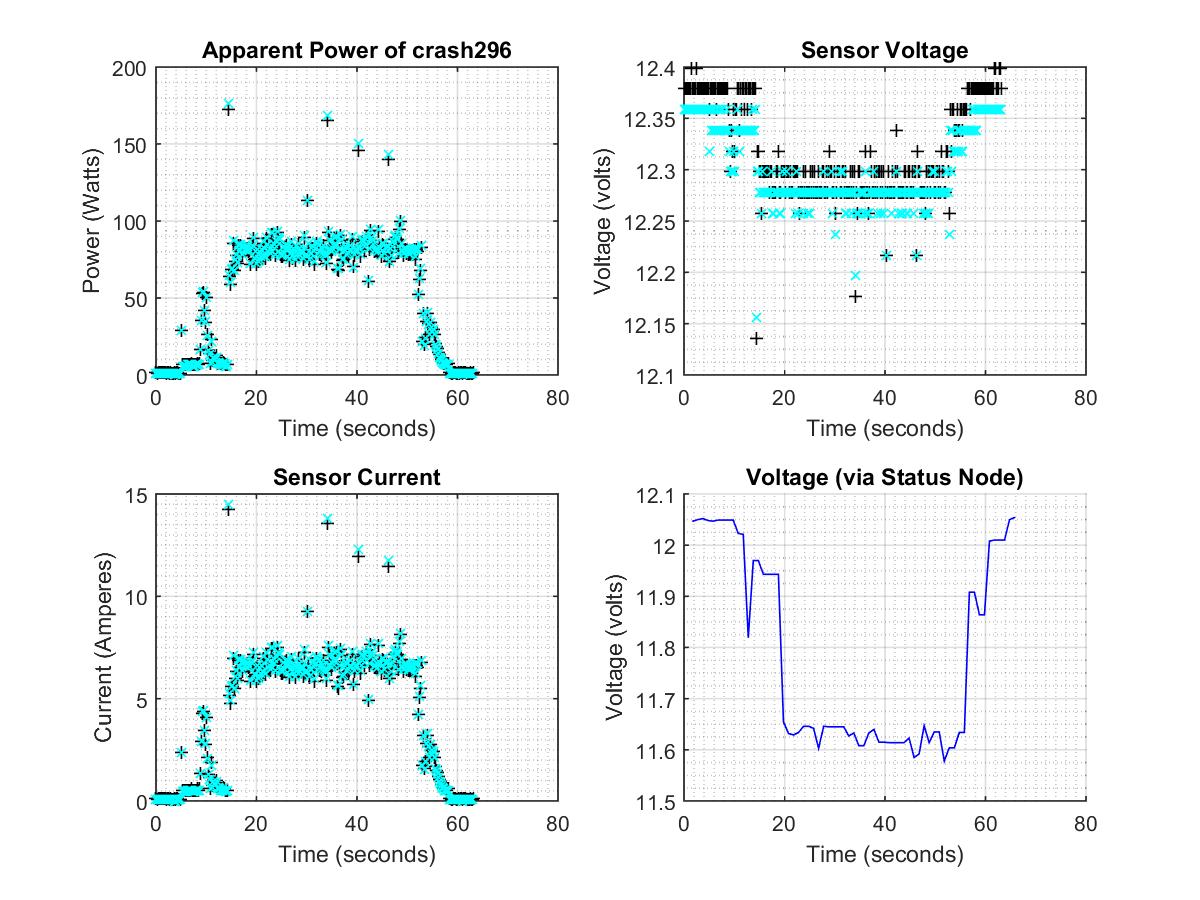 Apparent Power of crash296
200
150
100
50
0
Power (Watts)
0 20 40 60 80
Time (seconds)
Sensor Voltage
12.4
12.35
12.3
12.25
12.2
12.15
12.1
Voltage (volts)
0 20 40 60 80
Time (seconds)
Sensor Current
15
10
5
0
Current (Amperes)
0 20 40 60 80
Time (seconds)
Voltage (via Status Node)
12.1
12
11.9
11.8
11.7
11.6
11.5
Voltage (volts)
0 20 40 60 80
Time (seconds)